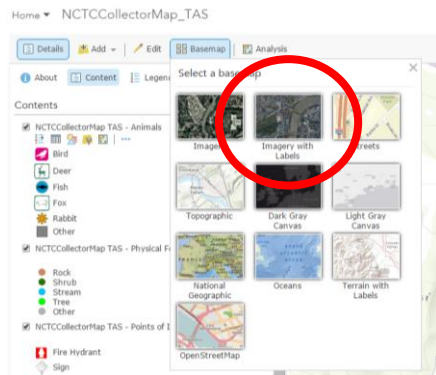 Home NCTCCollectorMap_TAS
Details Add Edit Basemap Analysis
About Content Legen
Select a basemap
Contents
NCTCCollectorMap TAS - Animals
Bird
Deer
Fish
Fox
Rabbit
Other
NCTCCollectorMap TAS - Physical F
Rock
Shrub
Stream
Tree
Other
NCTCCollectorMap TAS - Points of I
Fire Hydrant
Sign
Imagery
Imagery with
Labels
Streets
Topographic
Dark Gray
Canvas
Light Gray
Canvas
National
Geographic
Oceans
Terrain with
Labels
OpenStreetMap